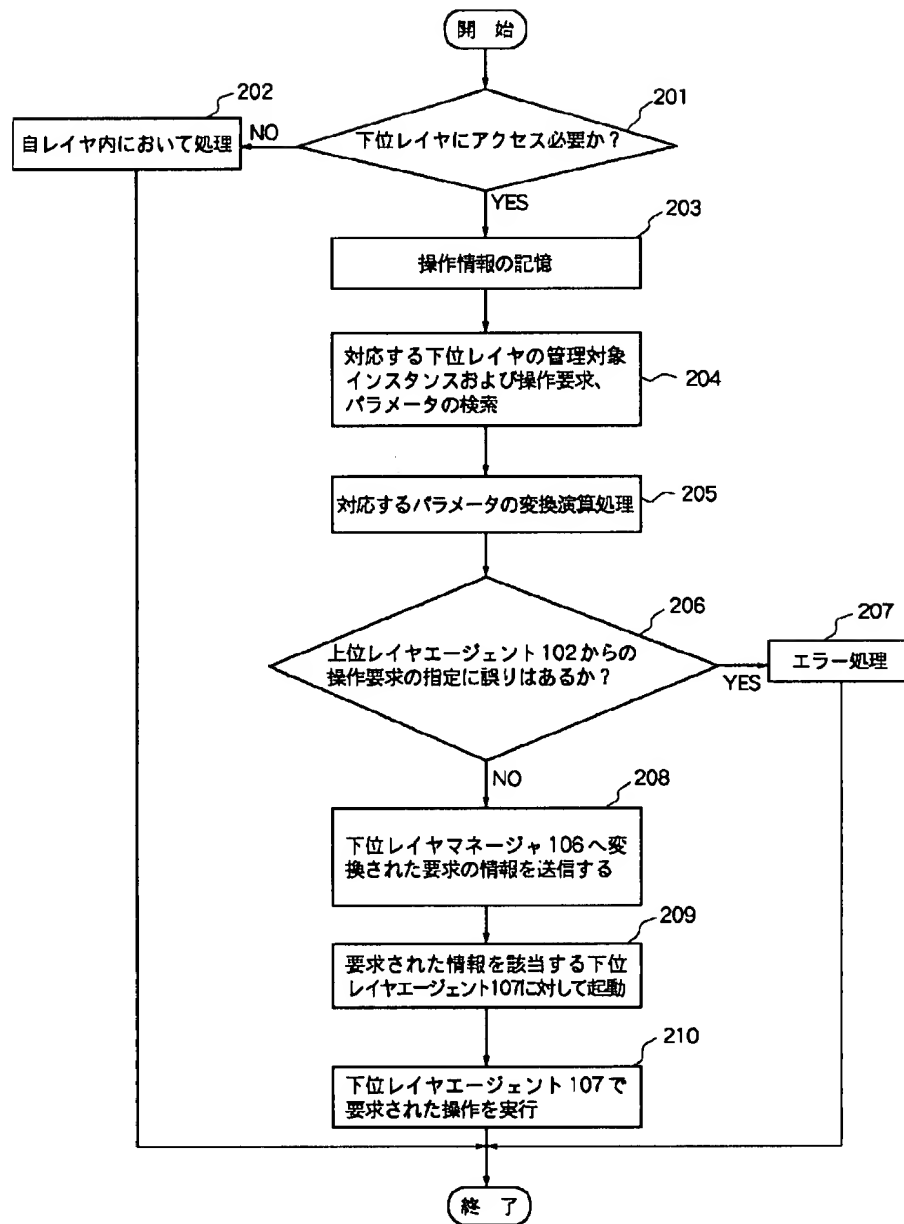 開 始
201
下位レイヤにアクセス必要か？
202
NO
自レイヤ内において処理
YES
203
操作情報の記憶
対応する下位レイヤの管理対象
インスタンスおよび操作要求、
パラメータの検索
204
対応するパラメータの変換演算処理
205
206
上位レイヤエージェント102からの
操作要求の指定に誤りはあるか？
YES
207
エラー処理
NO
208
下位レイヤマネージャ106へ変
換された要求の情報を送信する
209
要求された情報を該当する下位
レイヤエージェント107に対して起動
210
下位レイヤエージェント107で
要求された操作を実行
終 了